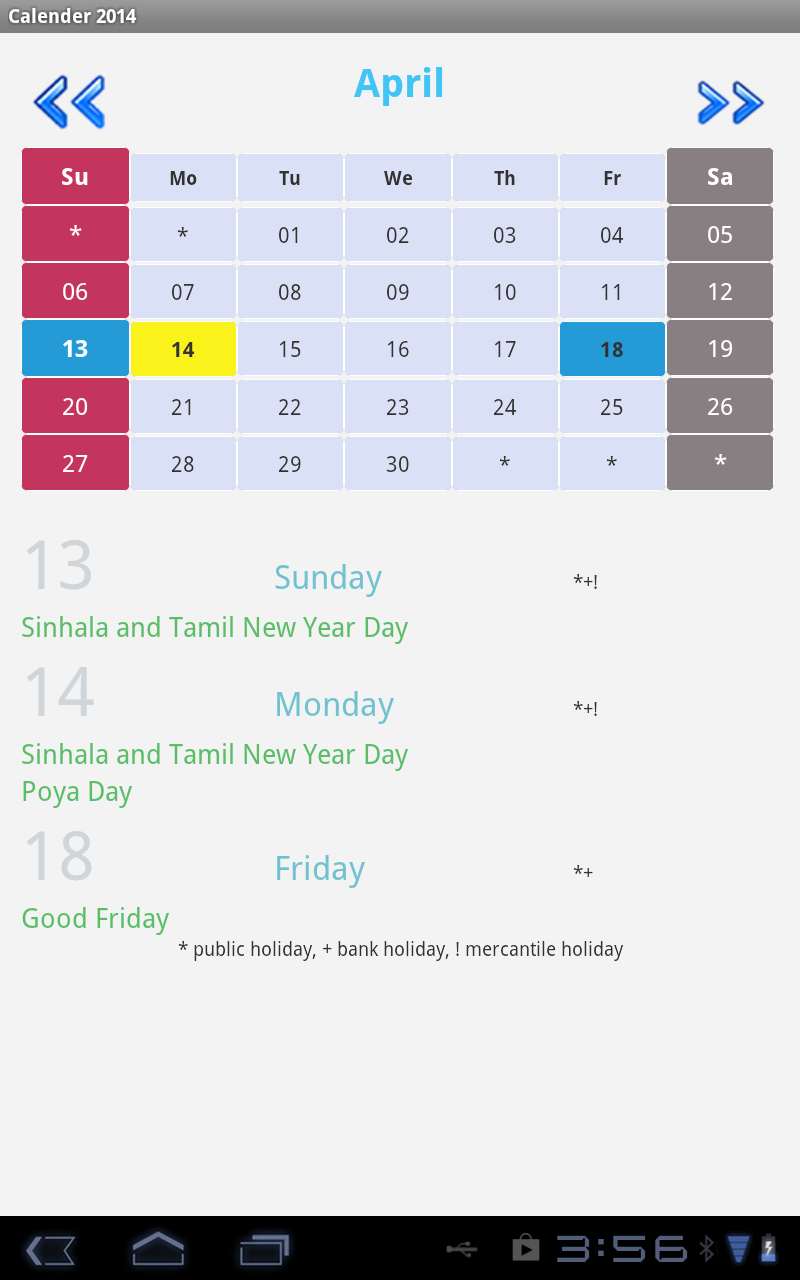 Calender 2014
April
Su Mo Tu We Th Fr Sa
* * 01 02 03 04 05
06 07 08 09 10 11 12
13 14 15 16 17 18 19
20 21 22 23 24 25 26
27 28 29 30 * * *
13 Sunday *+!
Sinhala and Tamil New Year Day
14 Monday *+!
Sinhala and Tamil New Year Day
Poya Day
18 Friday *+
Good Friday
* public holiday, + bank holiday, ! mercantile holiday
3:56